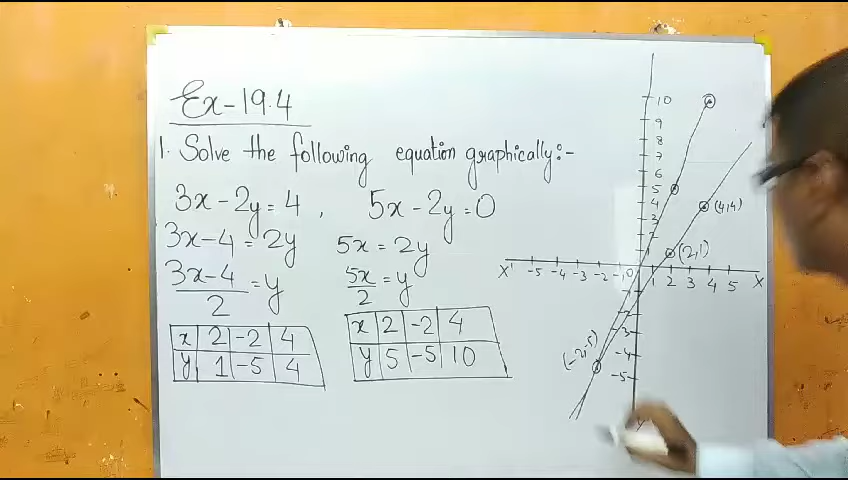 Ex-19.4
1. Solve the following equation graphically:-
3x-2y=4 , 5x-2y=0
3x-4=2y 5x=2y
3x-4/2=y 5x/2=y
x 2 -2 4
y 1 -5 4
x 2 -2 4
y 5 -5 10
10
9
8
7
6
5
4 (4,4)
3
2
1 (2,1)
X' -5 -4 -3 -2 -1 0 1 2 3 4 5 X
-1
-2
-3
(-2,-5) -4
-5
y'